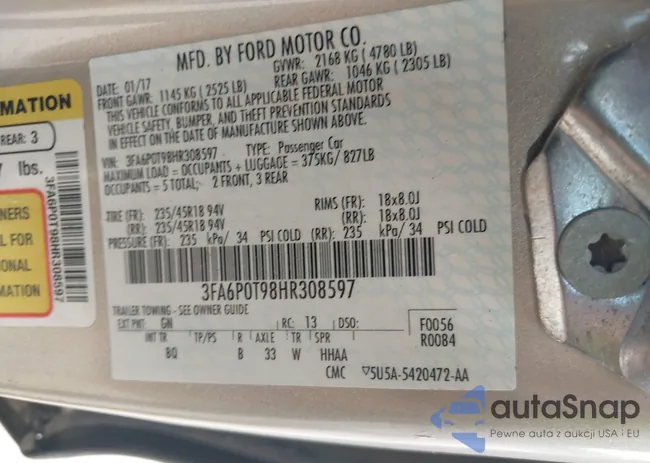 MFD. BY FORD MOTOR CO.
DATE: 01/17
GVWR: 2168 KG ( 4780 LB)
FRONT GAWR: 1145 KG ( 2525 LB)
REAR GAWR: 1046 KG ( 2305 LB)
THIS VEHICLE CONFORMS TO ALL APPLICABLE FEDERAL MOTOR
VEHICLE SAFETY, BUMPER, AND THEFT PREVENTION STANDARDS
IN EFFECT ON THE DATE OF MANUFACTURE SHOWN ABOVE.
VIN: 3FA6P0T98HR308597 TYPE: Passenger Car
MAXIMUM LOAD = OCCUPANTS + LUGGAGE = 375KG/ 827LB
OCCUPANTS = 5 TOTAL: 2 FRONT, 3 REAR
TIRE (FR): 235/45R18 94V RIMS (FR): 18x8.0J
(RR): 235/45R18 94V (RR): 18x8.0J
PRESSURE (FR): 235 kPa/ 34 PSI COLD (RR): 235 kPa/ 34 PSI COLD
3FA6P0T98HR308597
TRAILER TOWING - SEE OWNER GUIDE
EXT PNT: GN RC: 13 DSO: F0056
INT TR TP/PS R AXLE TR SPR R0084
BQ B 33 W HHAA
CMC 5U5A-5420472-AA
RMATION
REAR: 3
lbs.
3FA6P0T98HR308597
NERS
L FOR
ONAL
MATION
autaSnap
Pewne auta z aukcji USA i EU